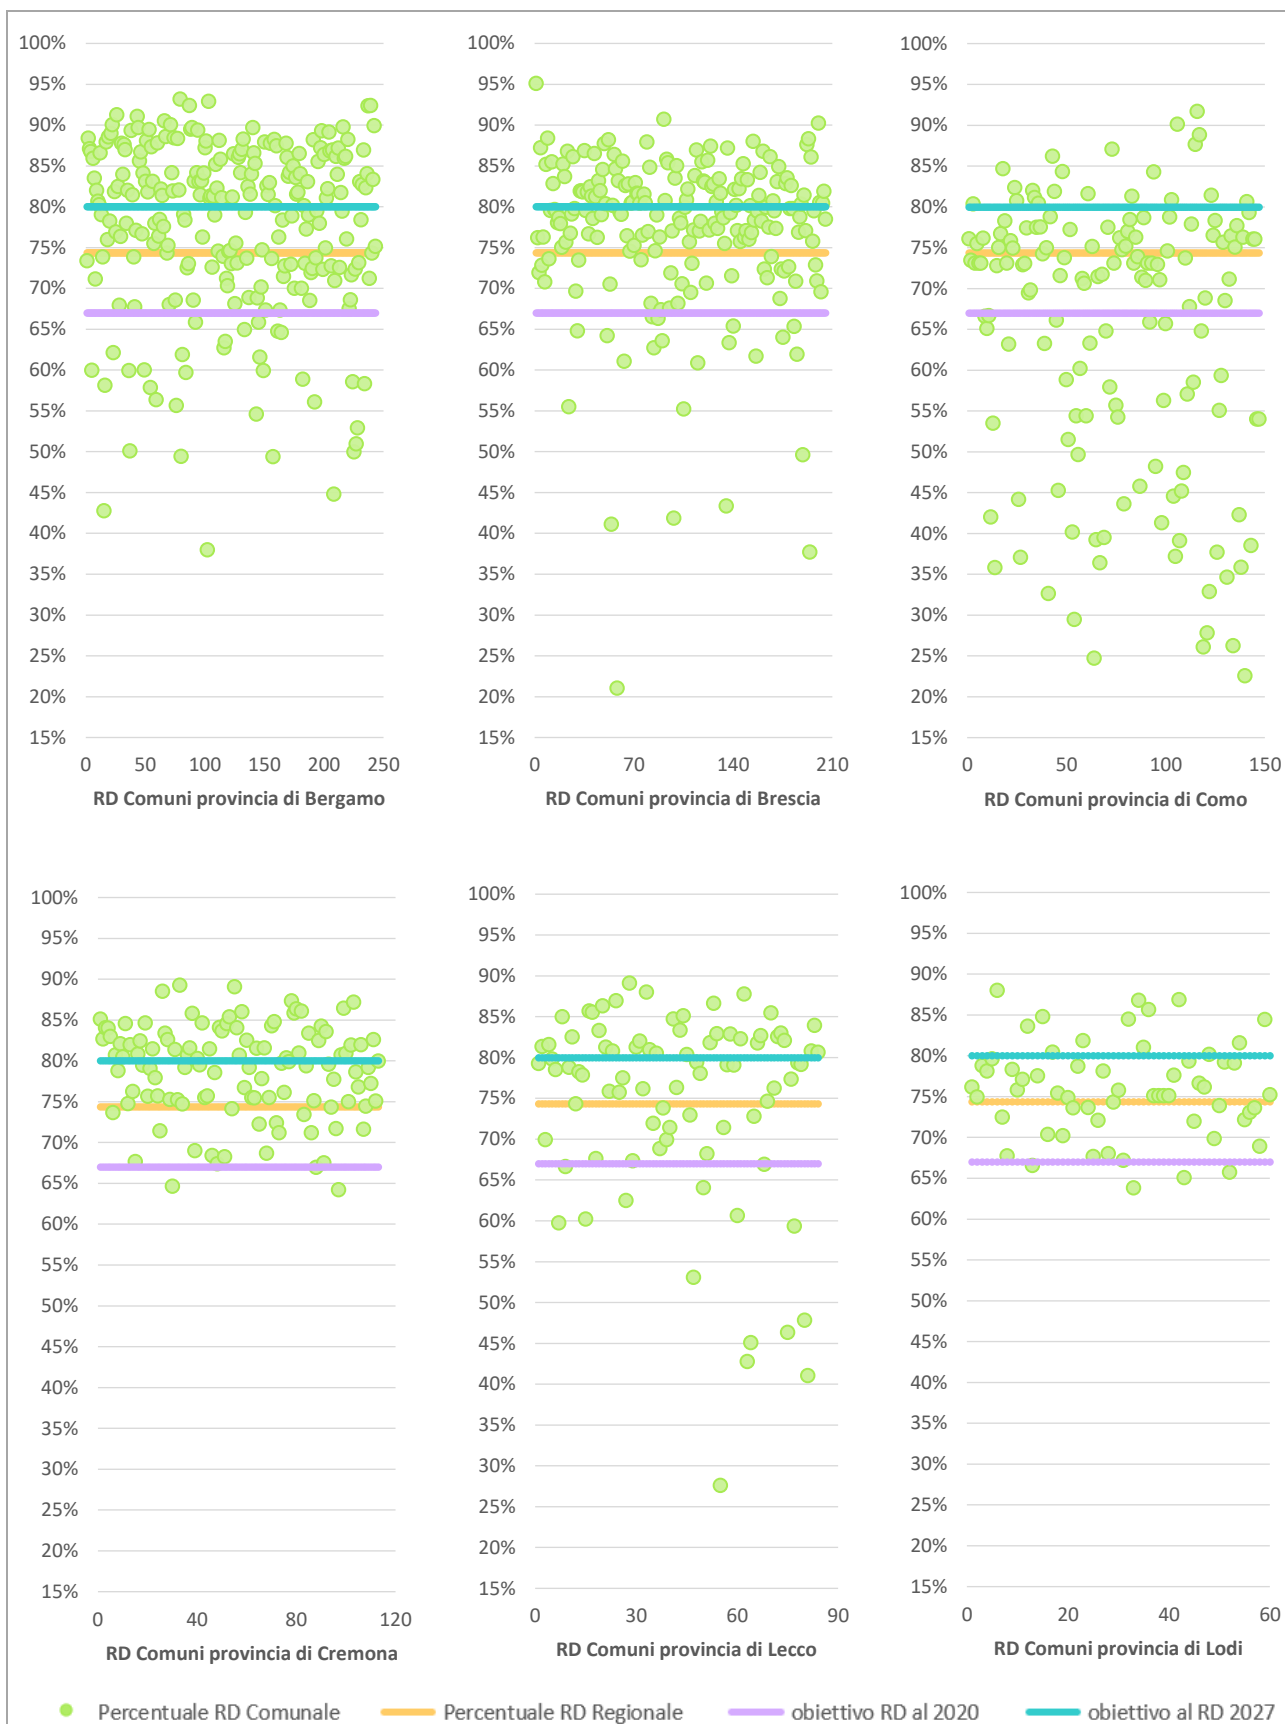 100% 100% 100%
95% 95% 95%
90% 90% 90%
85% 85% 85%
80% 80% 80%
75% 75% 75%
70% 70% 70%
65% 65% 65%
60% 60% 60%
55% 55% 55%
50% 50% 50%
45% 45% 45%
40% 40% 40%
35% 35% 35%
30% 30% 30%
25% 25% 25%
20% 20% 20%
15% 15% 15%
0 50 100 150 200 250 0 70 140 210 0 50 100 150
RD Comuni provincia di Bergamo RD Comuni provincia di Brescia RD Comuni provincia di Como
100% 100% 100%
95% 95% 95%
90% 90% 90%
85% 85% 85%
80% 80% 80%
75% 75% 75%
70% 70% 70%
65% 65% 65%
60% 60% 60%
55% 55% 55%
50% 50% 50%
45% 45% 45%
40% 40% 40%
35% 35% 35%
30% 30% 30%
25% 25% 25%
20% 20% 20%
15% 15% 15%
0 40 80 120 0 30 60 90 0 20 40 60
RD Comuni provincia di Cremona RD Comuni provincia di Lecco RD Comuni provincia di Lodi
Percentuale RD Comunale Percentuale RD Regionale obiettivo RD al 2020 obiettivo al RD 2027